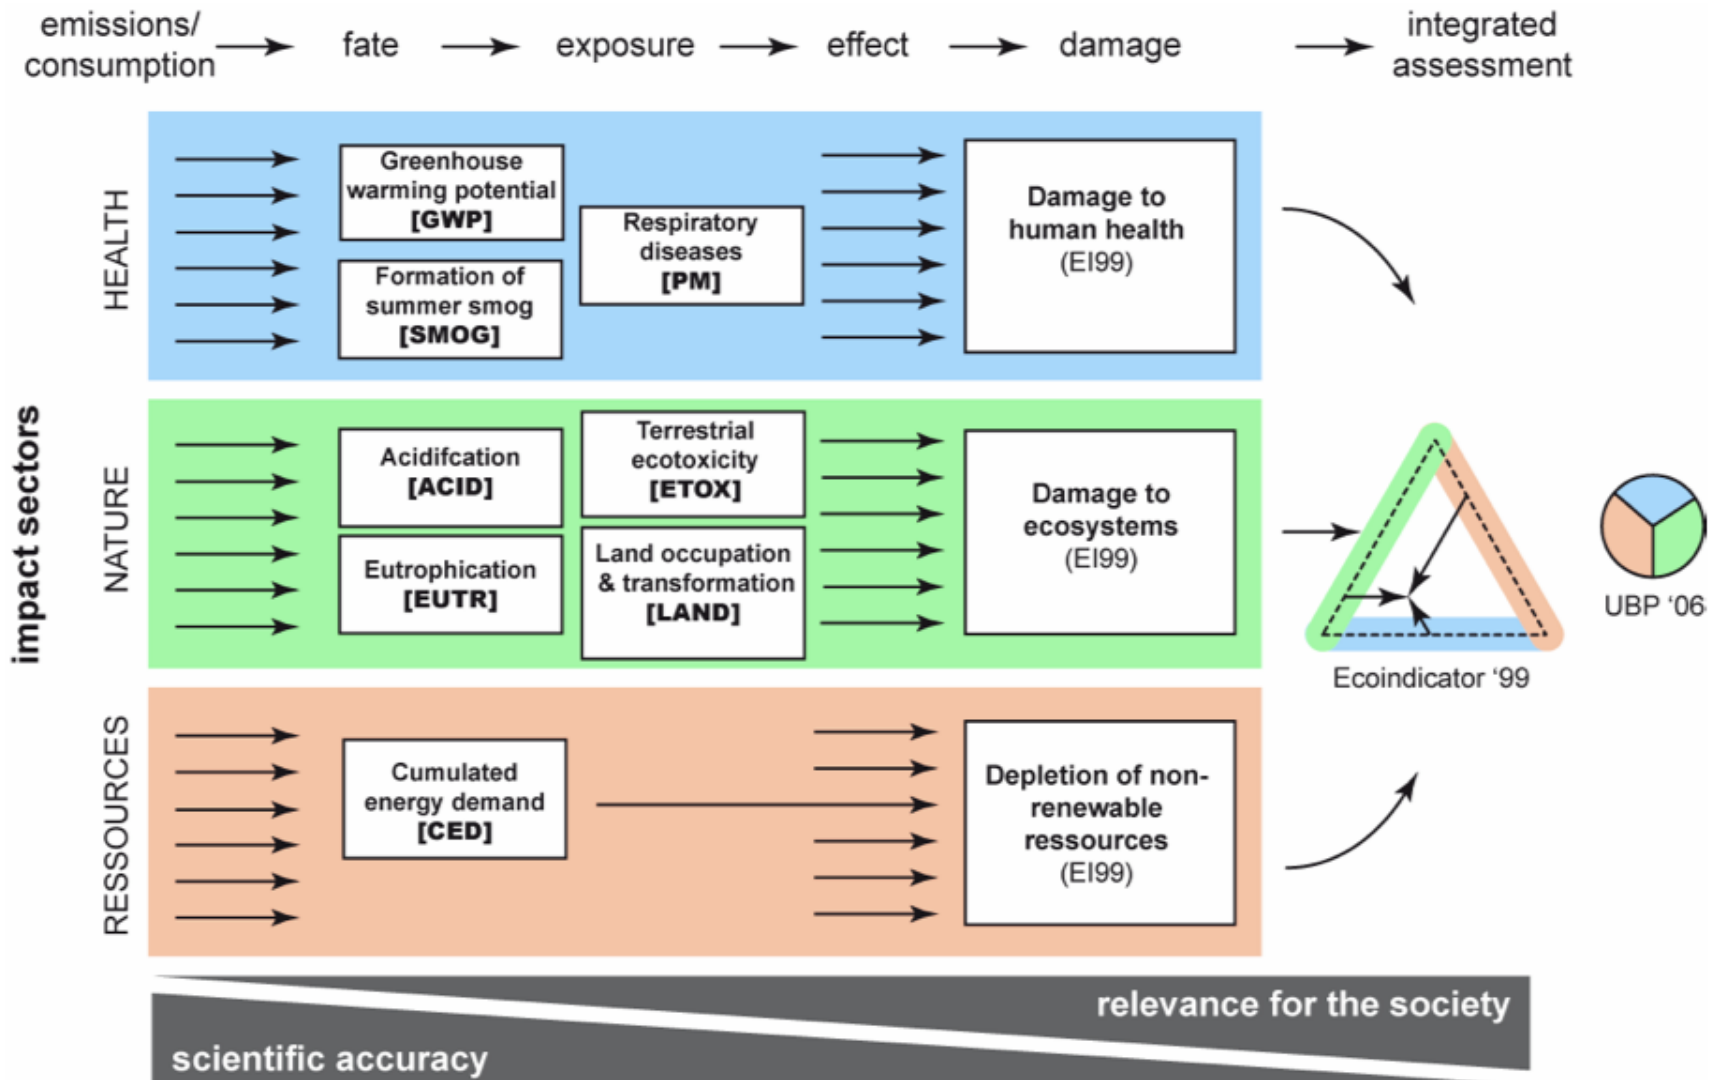 emissions/
consumption
fate
exposure
effect
damage
integrated
assessment
impact sectors
HEALTH
Greenhouse
warming potential
[GWP]
Formation of
summer smog
[SMOG]
Respiratory
diseases
[PM]
Damage to
human health
(EI99)
NATURE
Acidifcation
[ACID]
Eutrophication
[EUTR]
Terrestrial
ecotoxicity
[ETOX]
Land occupation
& transformation
[LAND]
Damage to
ecosystems
(EI99)
Ecoindicator ‘99
UBP ‘06
RESSOURCES
Cumulated
energy demand
[CED]
Depletion of non-
renewable
ressources
(EI99)
relevance for the society
scientific accuracy